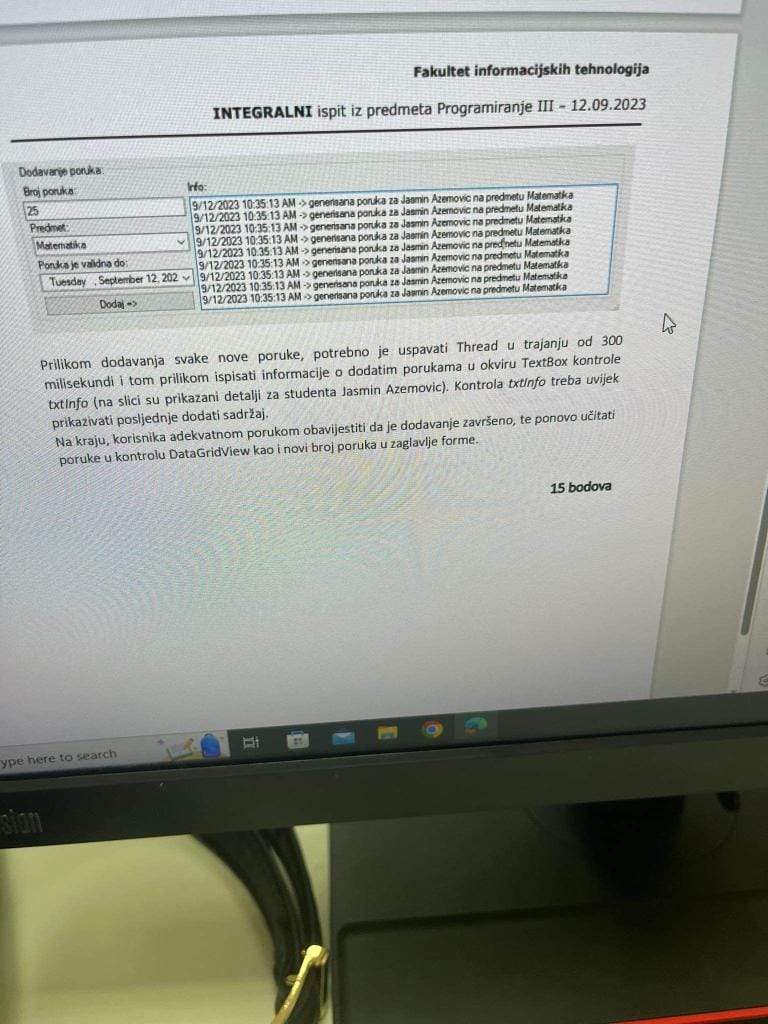 Fakultet informacijskih tehnologija
INTEGRALNI ispit iz predmeta Programiranje III – 12.09.2023
Dodavanje poruka:
Broj poruka:
25
Predmet:
Matematika
Poruka je validna do:
Tuesday , September 12, 202
Dodaj =>
Info:
9/12/2023 10:35:13 AM -> generisana poruka za Jasmin Azemovic na predmetu Matematika
9/12/2023 10:35:13 AM -> generisana poruka za Jasmin Azemovic na predmetu Matematika
9/12/2023 10:35:13 AM -> generisana poruka za Jasmin Azemovic na predmetu Matematika
9/12/2023 10:35:13 AM -> generisana poruka za Jasmin Azemovic na predmetu Matematika
9/12/2023 10:35:13 AM -> generisana poruka za Jasmin Azemovic na predmetu Matematika
9/12/2023 10:35:13 AM -> generisana poruka za Jasmin Azemovic na predmetu Matematika
9/12/2023 10:35:13 AM -> generisana poruka za Jasmin Azemovic na predmetu Matematika
9/12/2023 10:35:13 AM -> generisana poruka za Jasmin Azemovic na predmetu Matematika
9/12/2023 10:35:13 AM -> generisana poruka za Jasmin Azemovic na predmetu Matematika
Prilikom dodavanja svake nove poruke, potrebno je uspavati Thread u trajanju od 300
milisekundi i tom prilikom ispisati informacije o dodatim porukama u okviru TextBox kontrole
txtInfo (na slici su prikazani detalji za studenta Jasmin Azemovic). Kontrola txtInfo treba uvijek
prikazivati posljednje dodati sadržaj.
Na kraju, korisnika adekvatnom porukom obavijestiti da je dodavanje završeno, te ponovo učitati
poruke u kontrolu DataGridView kao i novi broj poruka u zaglavlje forme.
15 bodova
ype here to search
sion